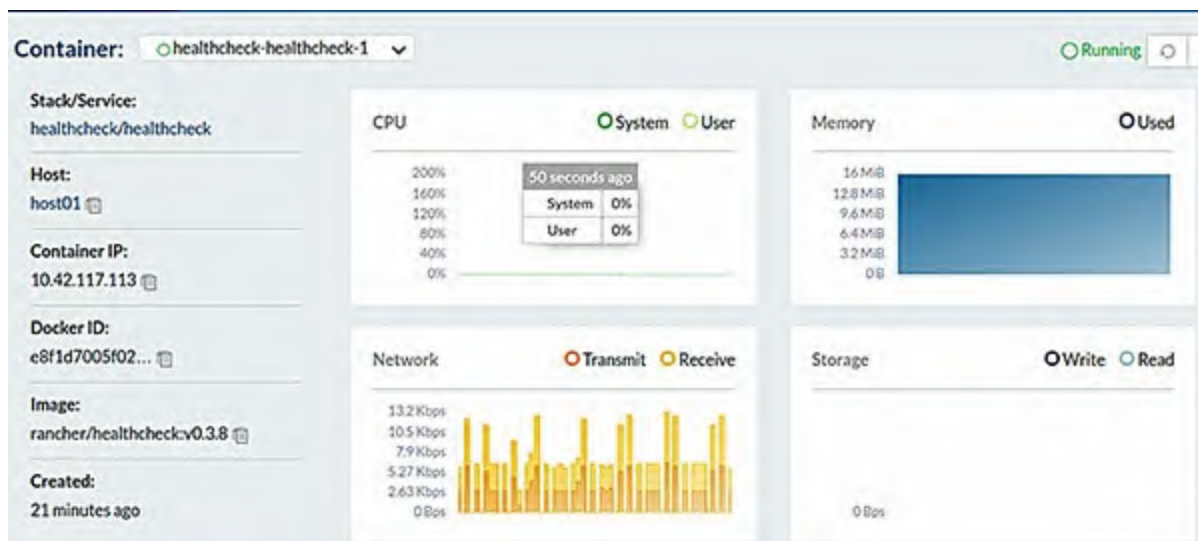 Container: healthcheck-healthcheck-1
Running
Stack/Service:
healthcheck/healthcheck
Host:
host01
Container IP:
10.42.117.113
Docker ID:
e8f1d7005f02...
Image:
rancher/healthcheck:v0.3.8
Created:
21 minutes ago
CPU
System User
200%
160%
120%
80%
40%
0%
50 seconds ago
System 0%
User 0%
Memory
Used
16 MiB
12.8 MiB
9.6 MiB
6.4 MiB
3.2 MiB
0 B
Network
Transmit Receive
13.2 Kbps
10.5 Kbps
7.9 Kbps
5.27 Kbps
2.63 Kbps
0 Bps
Storage
Write Read
0 Bps